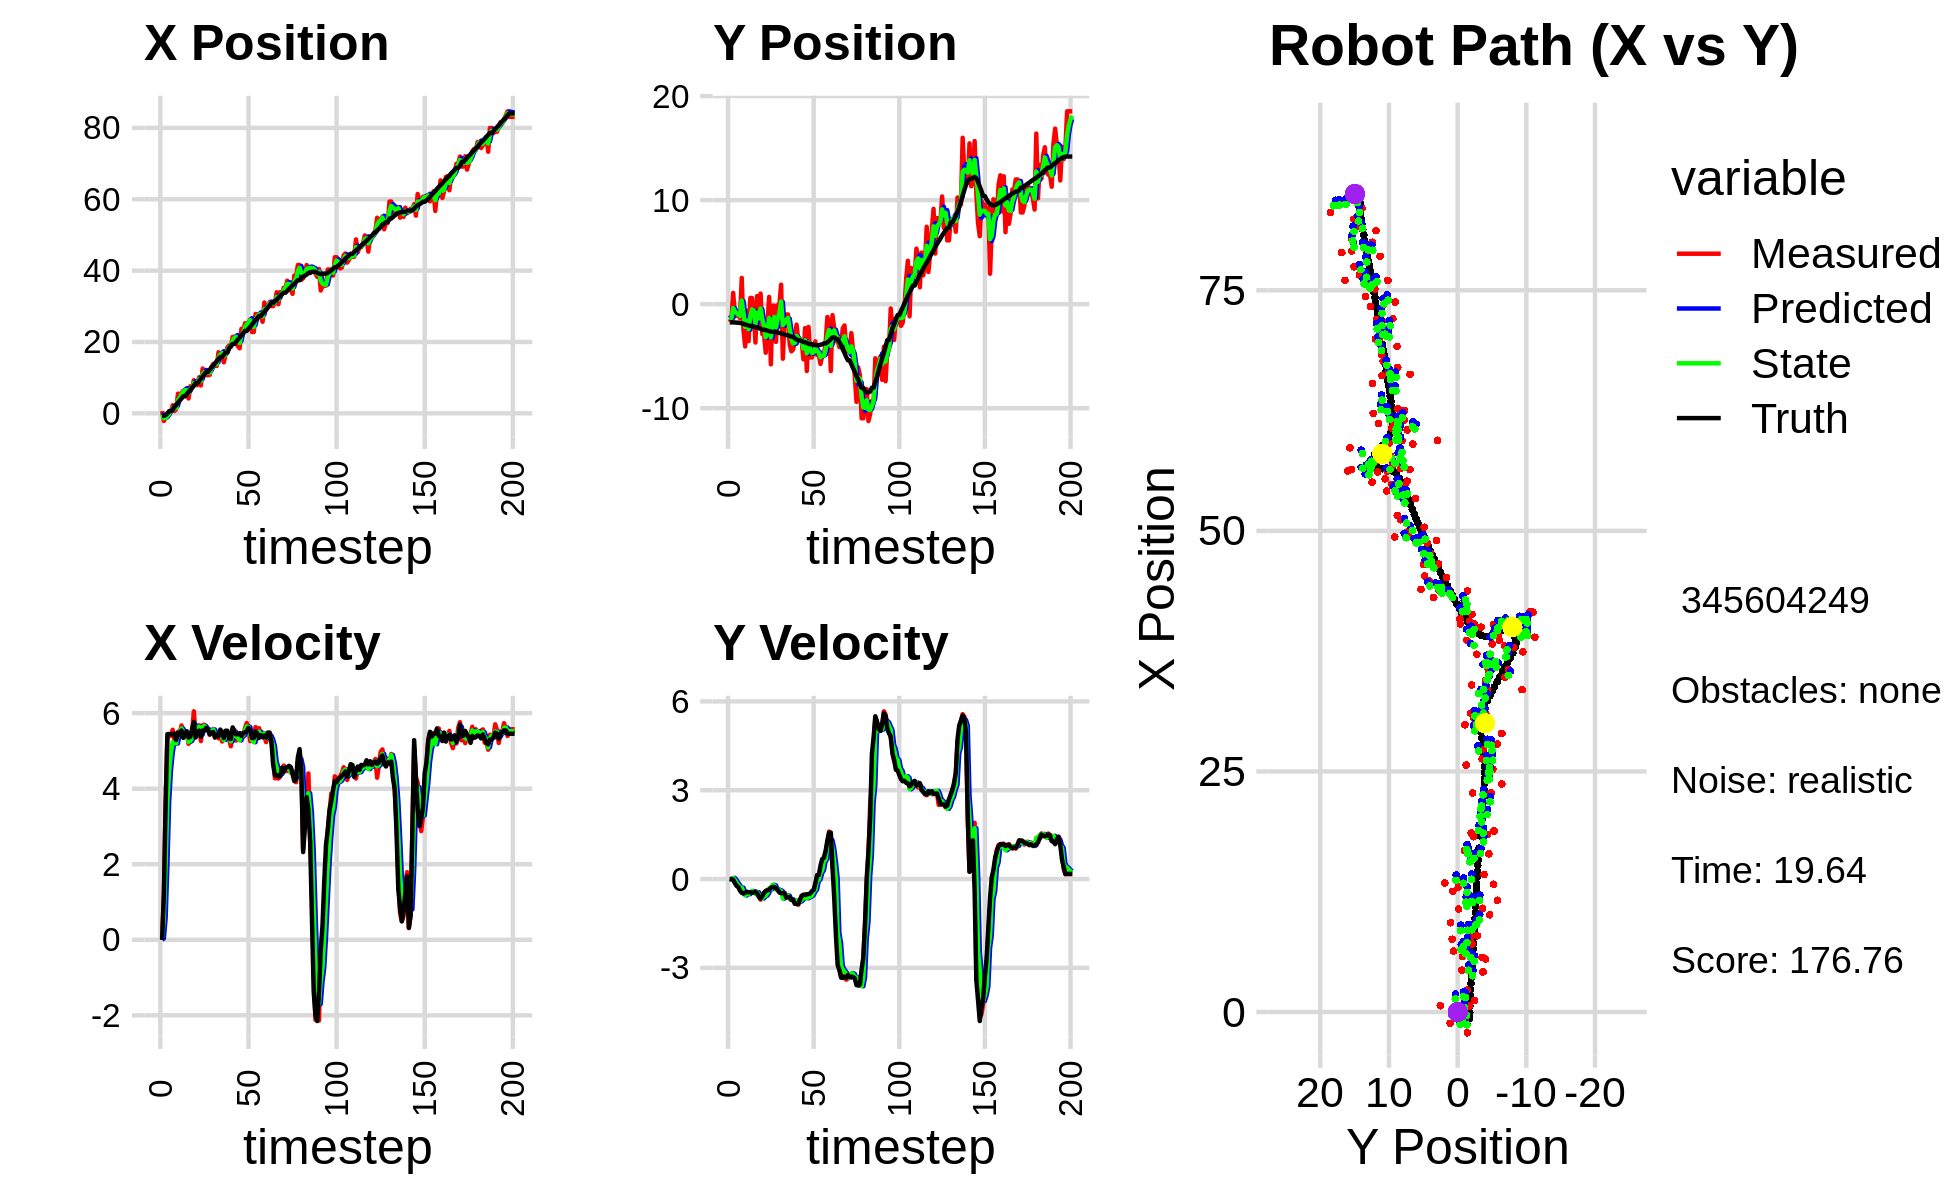 X Position
80
60
40
20
0
0
50
100
150
200
timestep
Y Position
20
10
0
-10
0
50
100
150
200
timestep
X Velocity
6
4
2
0
-2
0
50
100
150
200
timestep
Y Velocity
6
3
0
-3
0
50
100
150
200
timestep
Robot Path (X vs Y)
X Position
75
50
25
0
20 10 0 -10 -20
Y Position
variable
Measured
Predicted
State
Truth
345604249
Obstacles: none
Noise: realistic
Time: 19.64
Score: 176.76